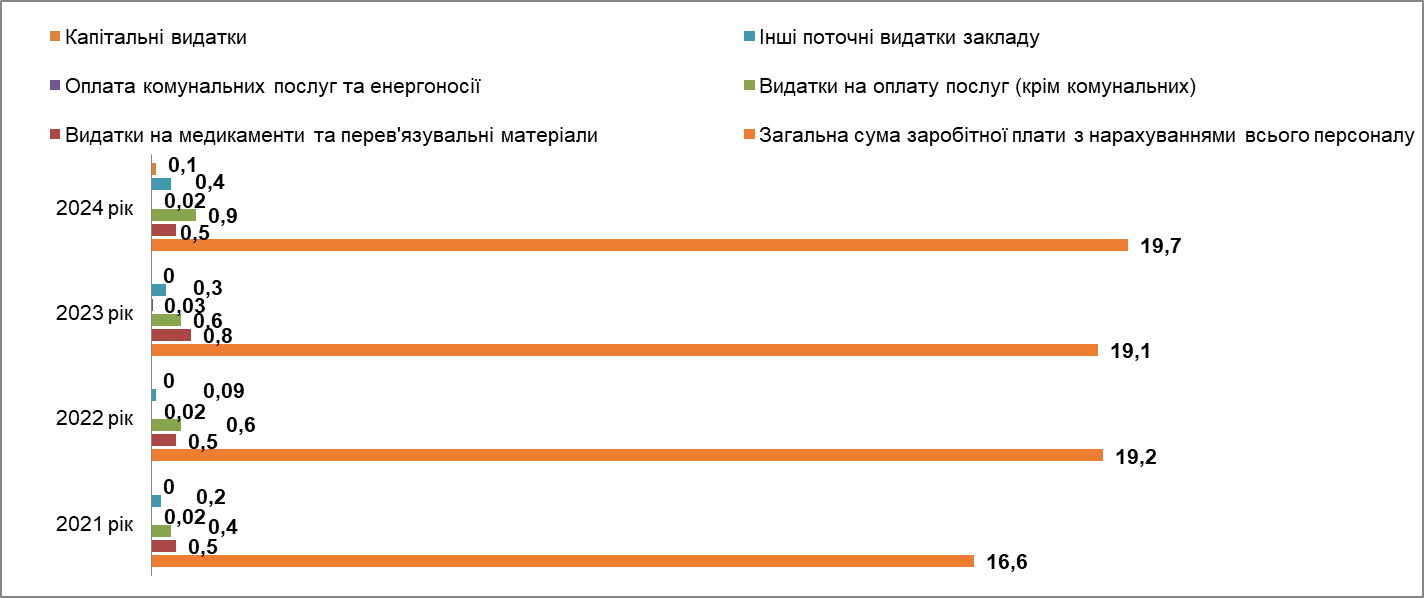 Капітальні видатки
Інші поточні видатки закладу
Оплата комунальних послуг та енергоносії
Видатки на оплату послуг (крім комунальних)
Видатки на медикаменти та перев'язувальні матеріали
Загальна сума заробітної плати з нарахуваннями всього персоналу
2024 рік
0,1
0,4
0,02
0,9
0,5
19,7
2023 рік
0
0,3
0,03
0,6
0,8
19,1
2022 рік
0
0,09
0,02
0,6
0,5
19,2
2021 рік
0
0,2
0,02
0,4
0,5
16,6